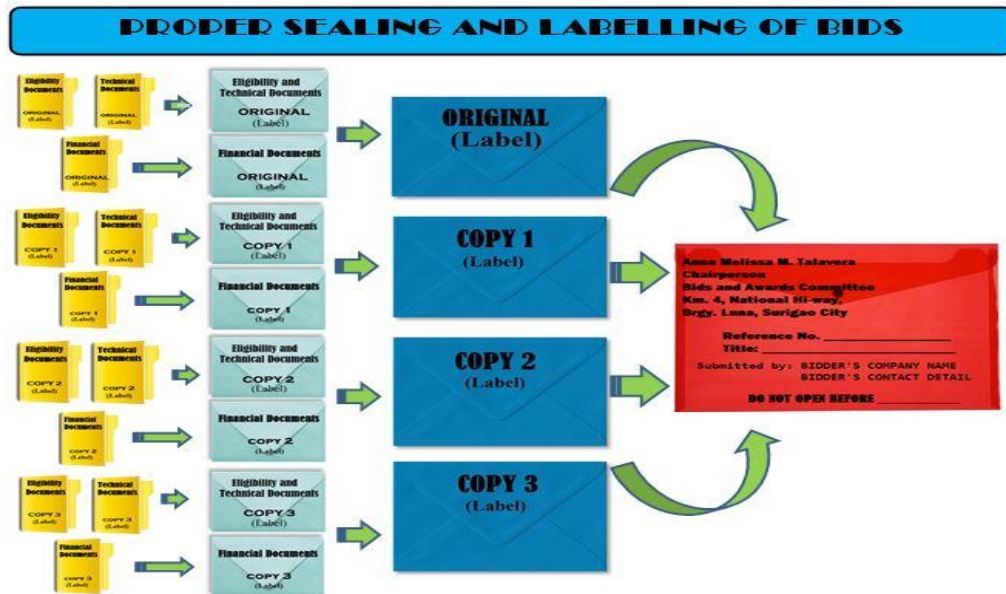 PROPER SEALING AND LABELLING OF BIDS
Eligibility
Documents
ORIGINAL
(Label)
Technical
Documents
ORIGINAL
(Label)
Eligibility and
Technical Documents
ORIGINAL
(Label)
Financial
Documents
ORIGINAL
(Label)
Financial Documents
ORIGINAL
(Label)
ORIGINAL
(Label)
Eligibility
Documents
COPY 1
(Label)
Technical
Documents
COPY 1
(Label)
Eligibility and
Technical Documents
COPY 1
(Label)
Financial
Documents
COPY 1
(Label)
Financial Documents
COPY 1
(Label)
COPY 1
(Label)
Eligibility
Documents
COPY 2
(Label)
Technical
Documents
COPY 2
(Label)
Eligibility and
Technical Documents
COPY 2
(Label)
Financial
Documents
COPY 2
(Label)
Financial Documents
COPY 2
(Label)
COPY 2
(Label)
Eligibility
Documents
COPY 3
(Label)
Technical
Documents
COPY 3
(Label)
Eligibility and
Technical Documents
COPY 3
(Label)
Financial
Documents
COPY 3
(Label)
Financial Documents
COPY 3
(Label)
COPY 3
(Label)
Anna Melissa M. Talavera
Chairperson
Bids and Awards Committee
Km. 4, National Hi-way,
Brgy. Luna, Surigao City
Reference No. ____________________
Title: ______________________________
Submitted by: BIDDER'S COMPANY NAME
BIDDER'S CONTACT DETAIL
DO NOT OPEN BEFORE _____________